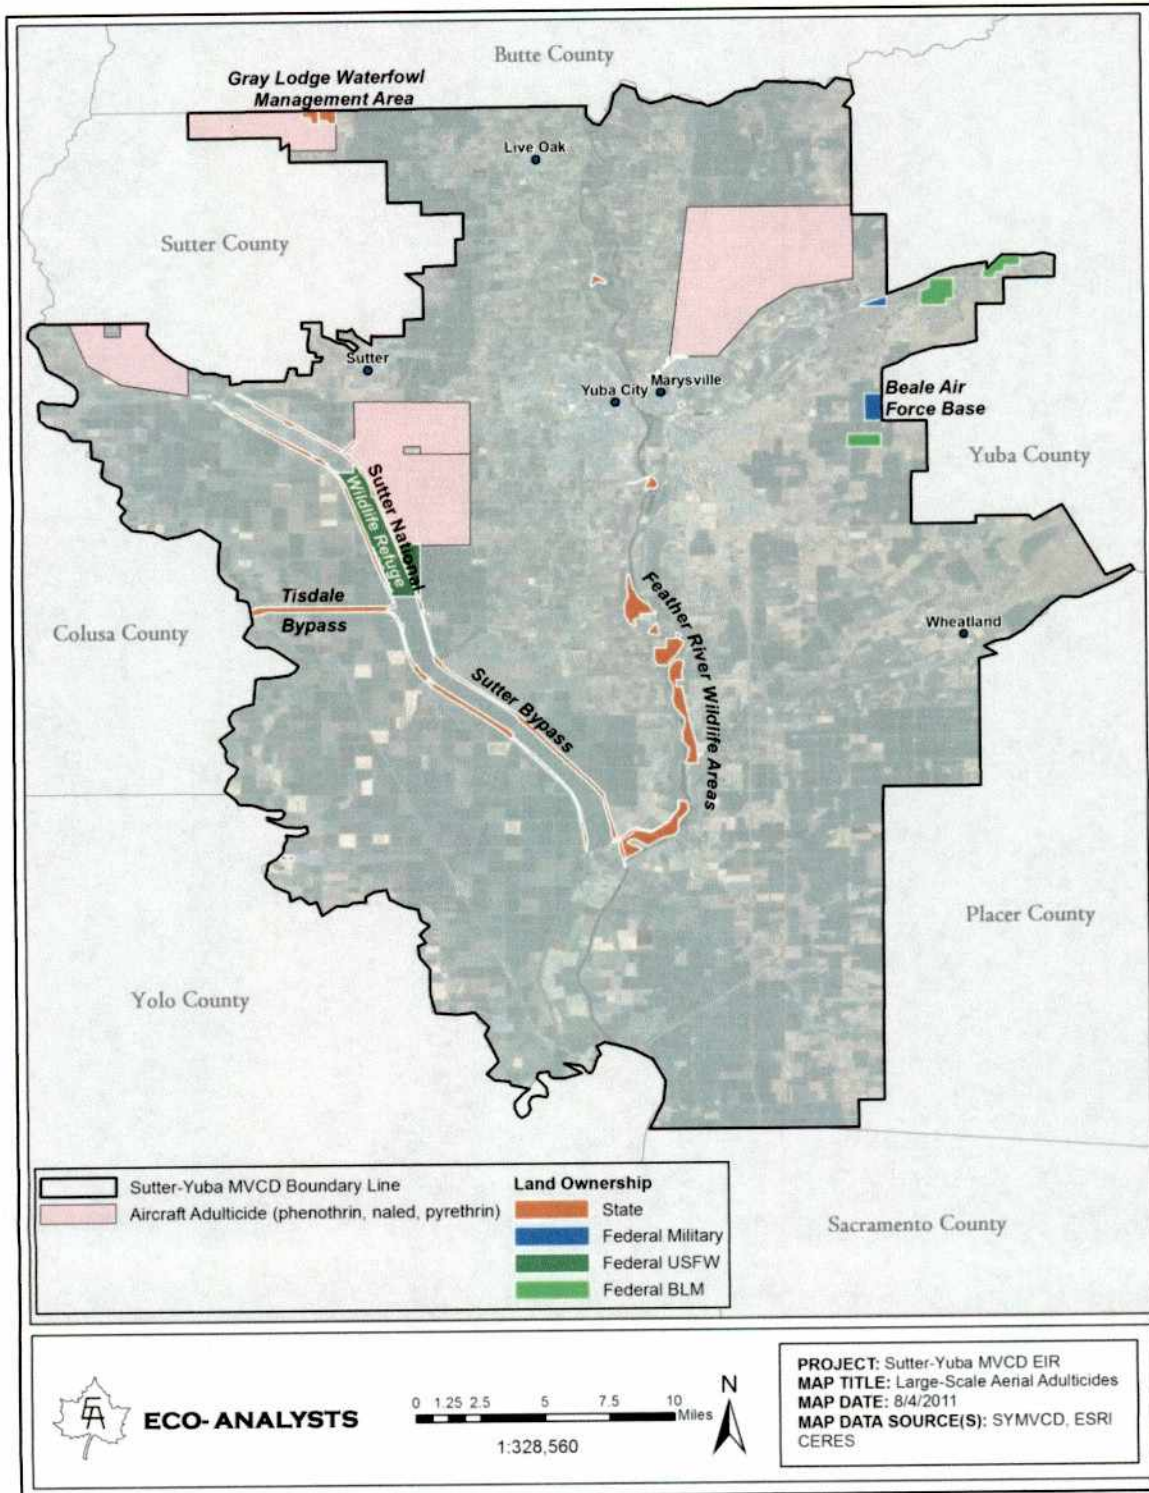 Butte County
Gray Lodge Waterfowl
Management Area
Live Oak
Sutter County
Sutter
Yuba City
Marysville
Beale Air
Force Base
Yuba County
Sutter National
Wildlife Refuge
Tisdale
Bypass
Colusa County
Feather River Wildlife Areas
Wheatland
Sutter Bypass
Placer County
Yolo County
Sutter-Yuba MVCD Boundary Line
Aircraft Adulticide (phenothrin, naled, pyrethrin)
Land Ownership
State
Federal Military
Federal USFW
Federal BLM
Sacramento County
EA
ECO-ANALYSTS
0 1.25 2.5 5 7.5 10
Miles
1:328,560
N
PROJECT: Sutter-Yuba MVCD EIR
MAP TITLE: Large-Scale Aerial Adulticides
MAP DATE: 8/4/2011
MAP DATA SOURCE(S): SYMVCD, ESRI
CERES